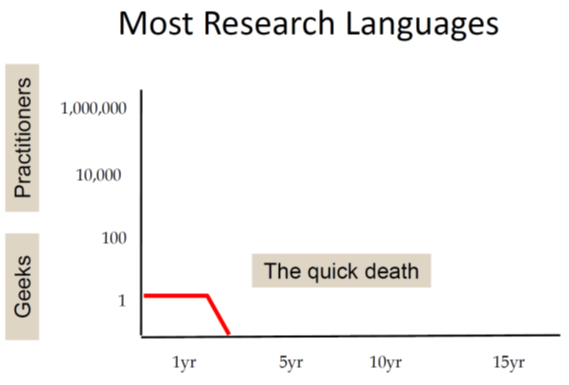 Most Research Languages
Practitioners
1,000,000
10,000
100
Geeks
The quick death
1
1yr 5yr 10yr 15yr